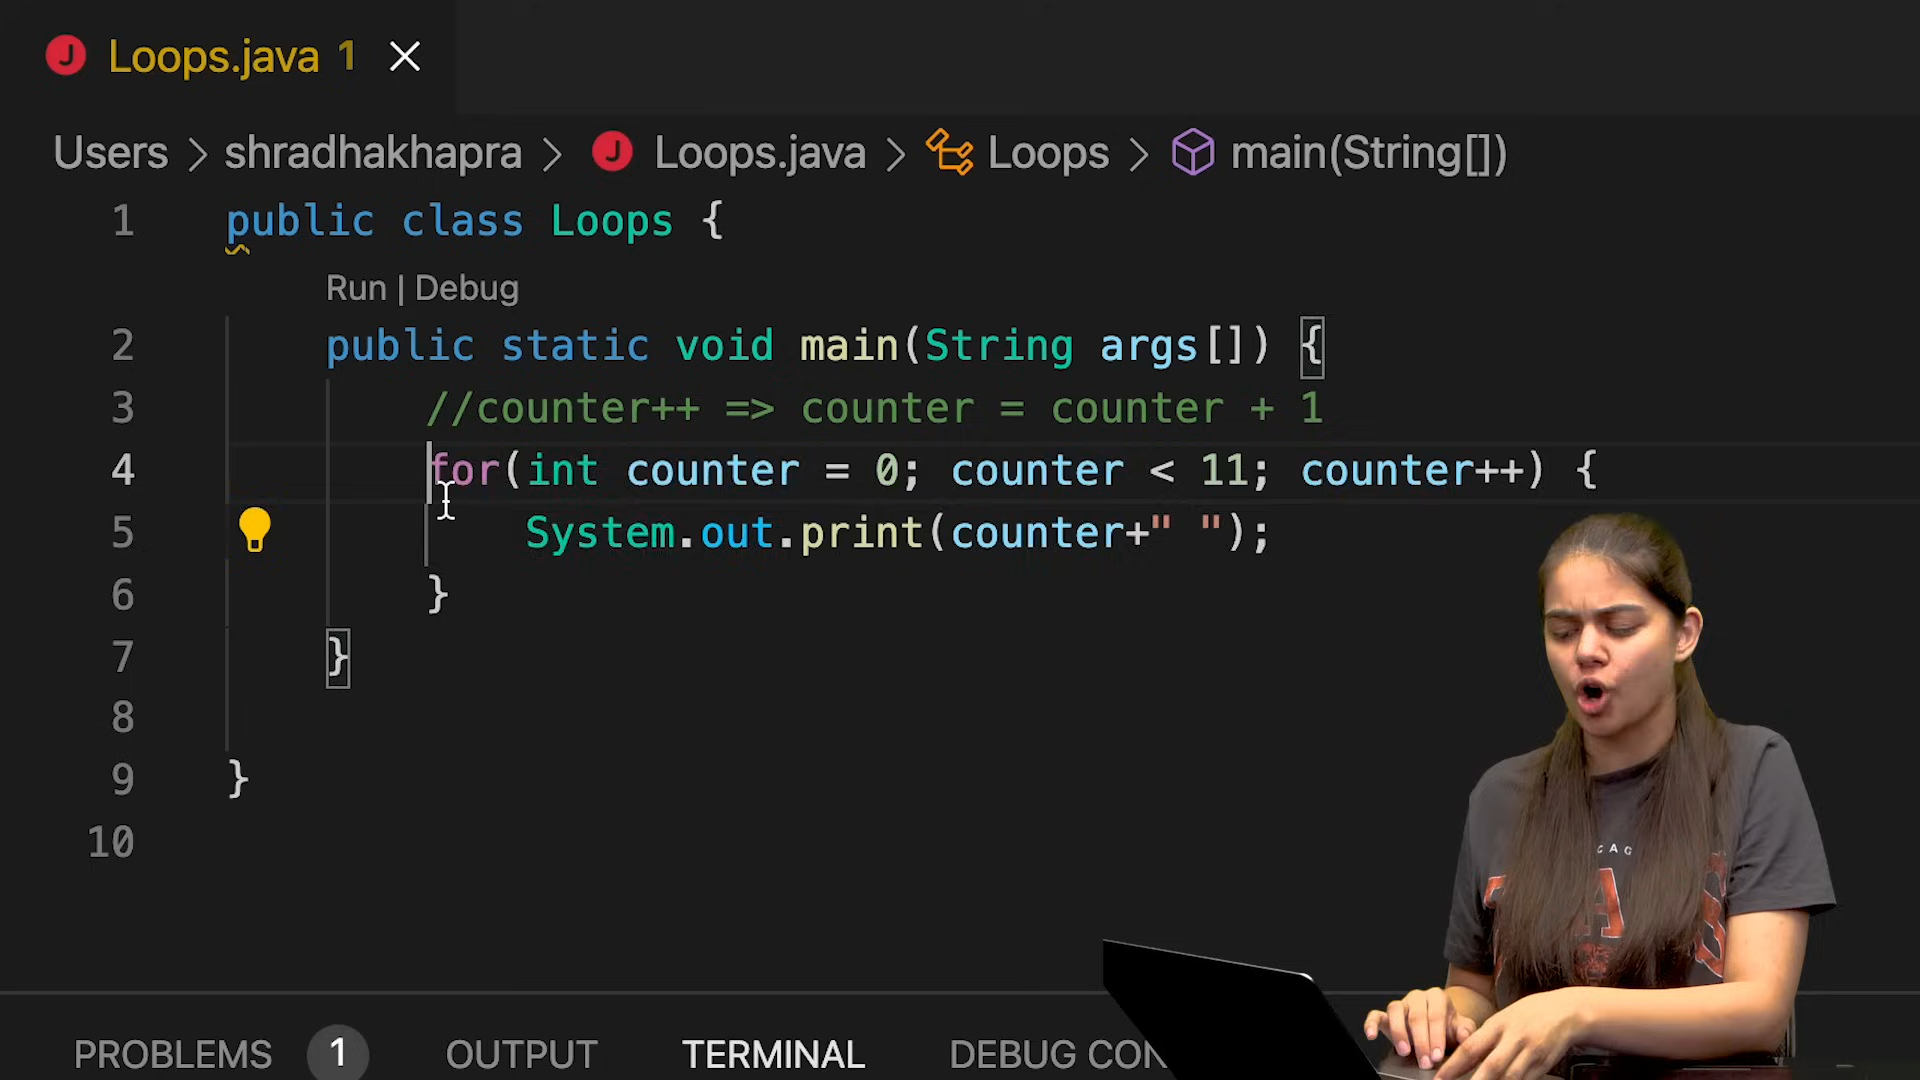 Loops.java 1
Users > shradhakhapra > Loops.java > Loops > main(String[])
1 public class Loops {
Run | Debug
2 public static void main(String args[]) {
3 //counter++ => counter = counter + 1
4 for(int counter = 0; counter < 11; counter++) {
5 System.out.print(counter+" ");
6 }
7 }
8
9 }
10
PROBLEMS 1 OUTPUT TERMINAL DEBUG CON